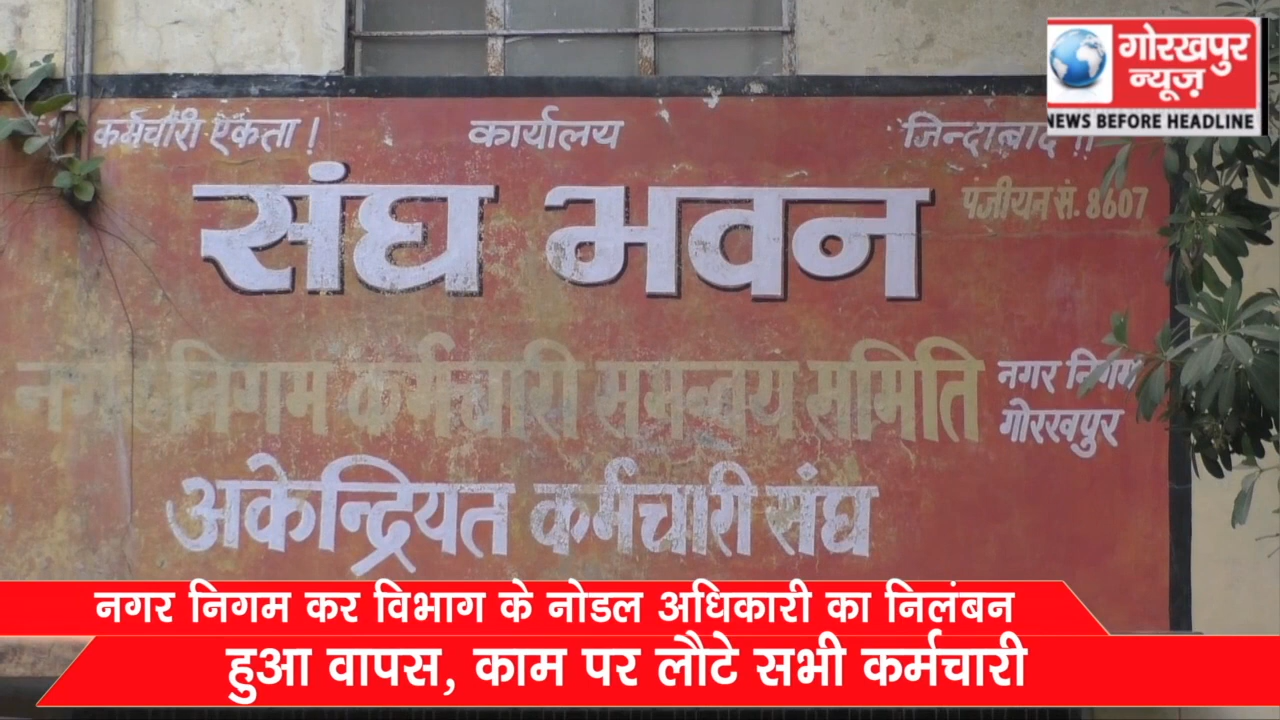 गोरखपुर
न्यूज़
NEWS BEFORE HEADLINE
कर्मचारी ऐकता ! कार्यालय जिन्दाबाद !!
संघ भवन
पंजीयन सं. 8607
नगर निगम कर्मचारी समन्वय समिति
नगर निगम
गोरखपुर
अकेन्द्रियत कर्मचारी संघ
नगर निगम कर विभाग के नोडल अधिकारी का निलंबन
हुआ वापस, काम पर लौटे सभी कर्मचारी